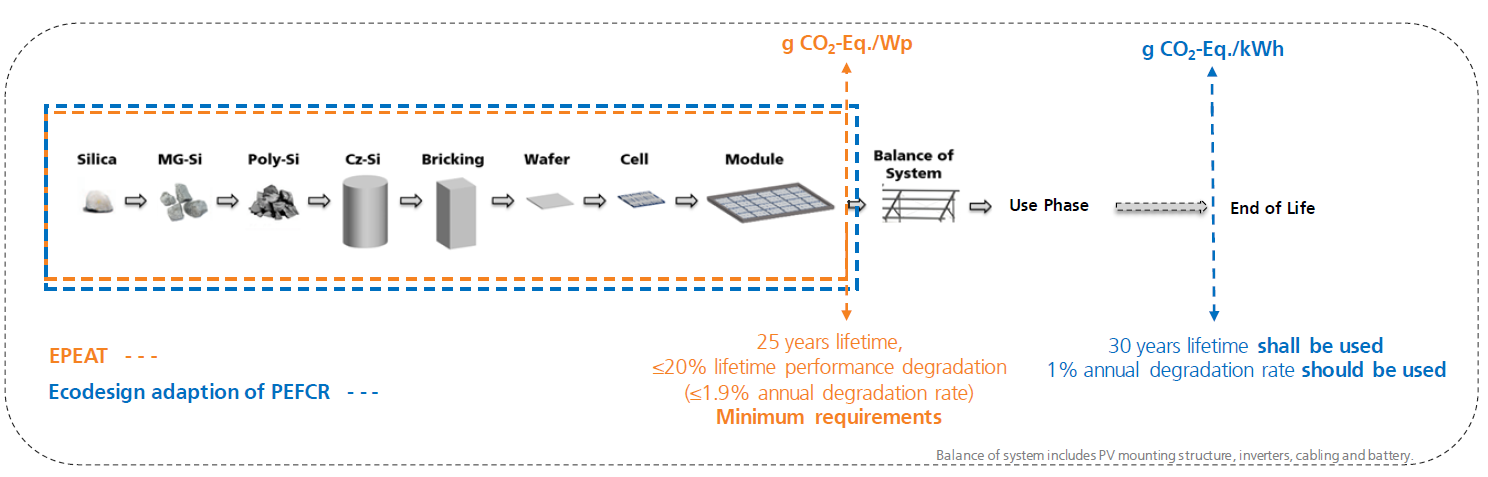 g CO₂-Eq./Wp
g CO₂-Eq./kWh
Silica
MG-Si
Poly-Si
Cz-Si
Bricking
Wafer
Cell
Module
Balance of
System
Use Phase
End of Life
EPEAT - - -
Ecodesign adaption of PEFCR - - -
25 years lifetime,
≤20% lifetime performance degradation
(≤1.9% annual degradation rate)
Minimum requirements
30 years lifetime shall be used
1% annual degradation rate should be used
Balance of system includes PV mounting structure, inverters, cabling and battery.